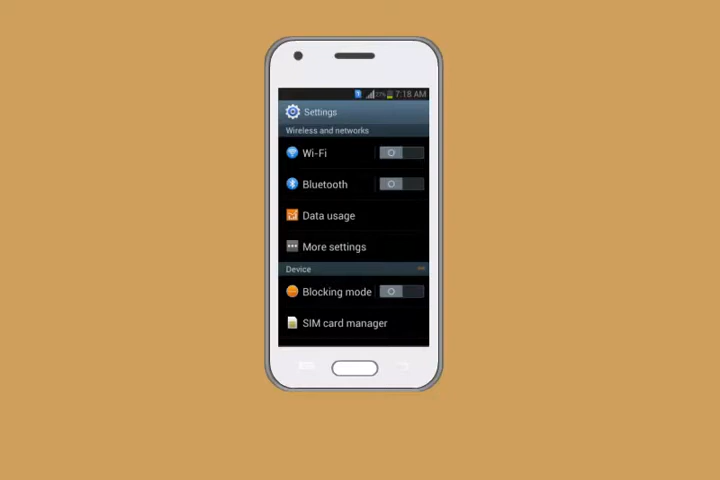 7:18 AM
Settings
Wireless and networks
Wi-Fi
Bluetooth
Data usage
More settings
Device
Blocking mode
SIM card manager